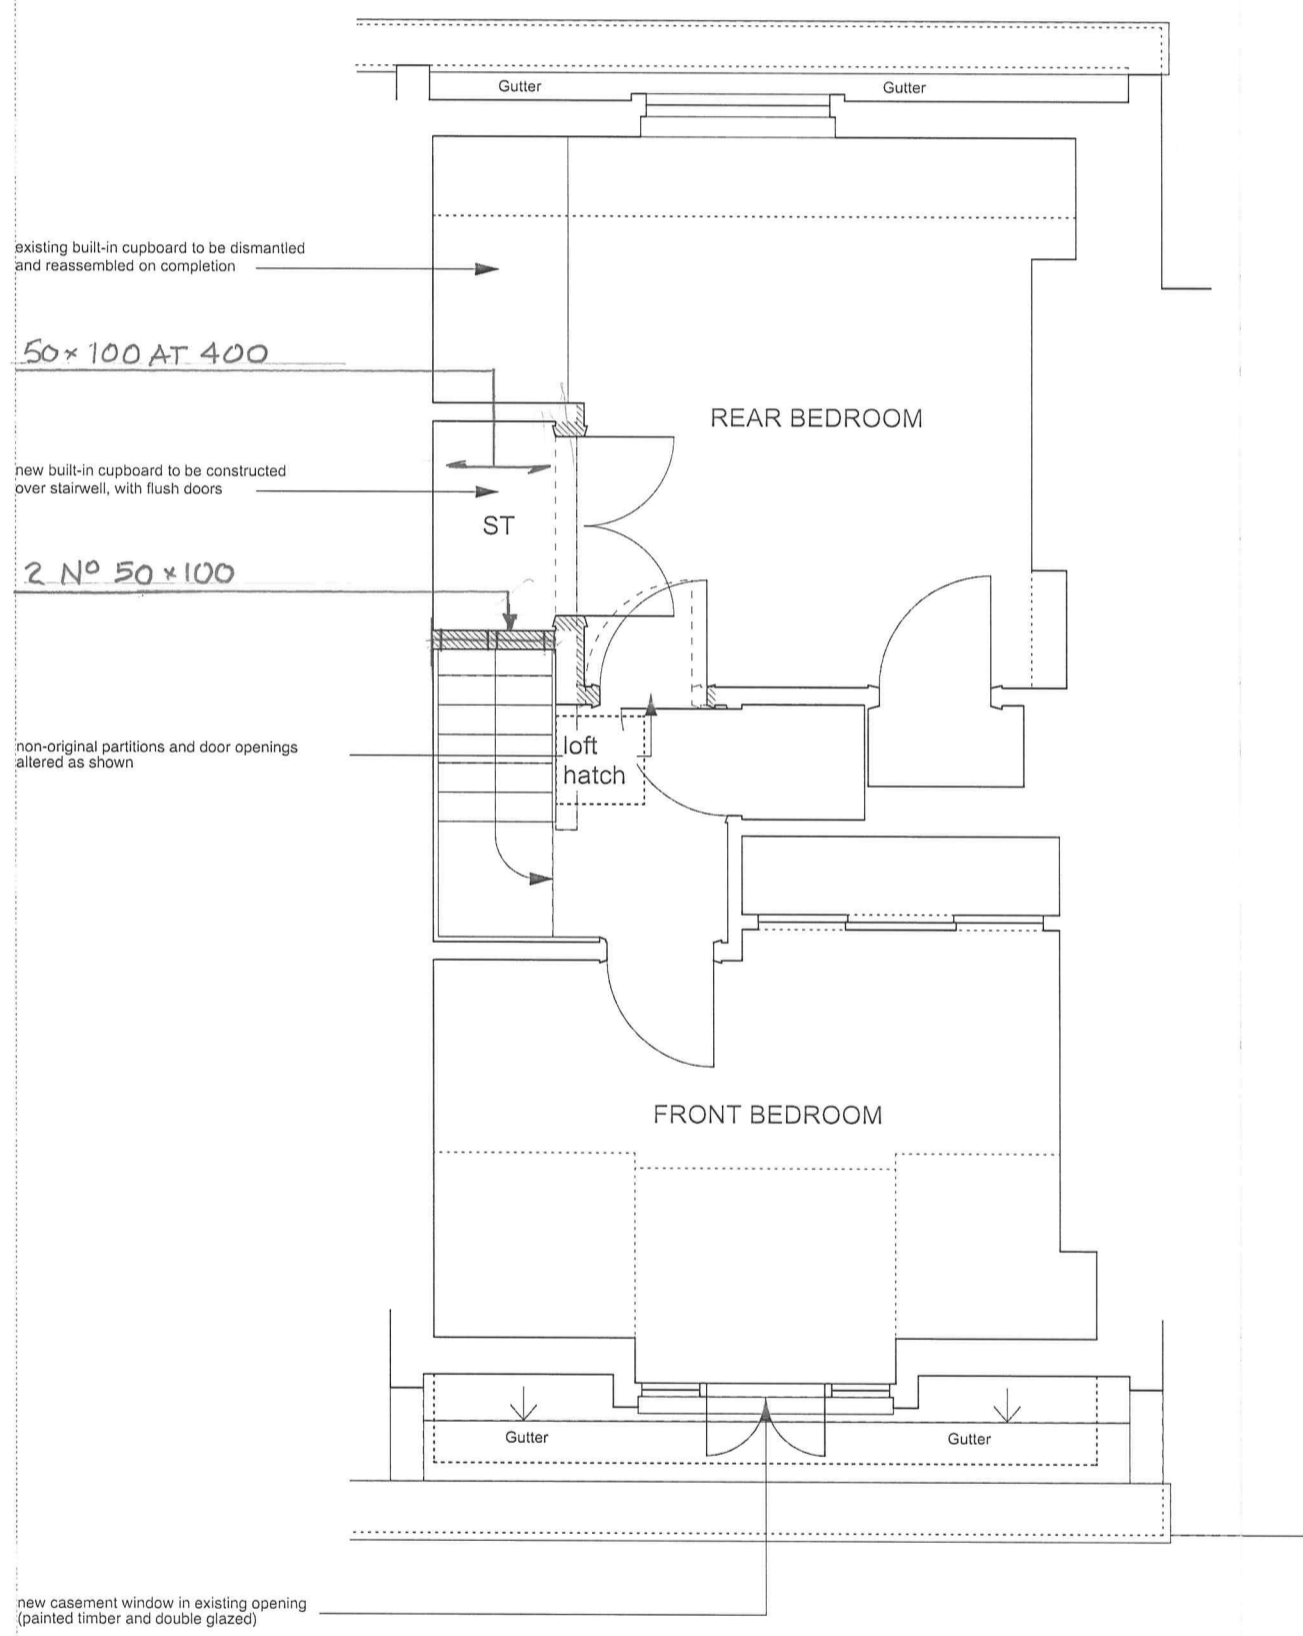 Gutter
Gutter
existing built-in cupboard to be dismantled
and reassembled on completion
50 x 100 AT 400
REAR BEDROOM
new built-in cupboard to be constructed
over stairwell, with flush doors
ST
2 Nº 50 x 100
non-original partitions and door openings
altered as shown
loft
hatch
FRONT BEDROOM
Gutter
Gutter
new casement window in existing opening
(painted timber and double glazed)